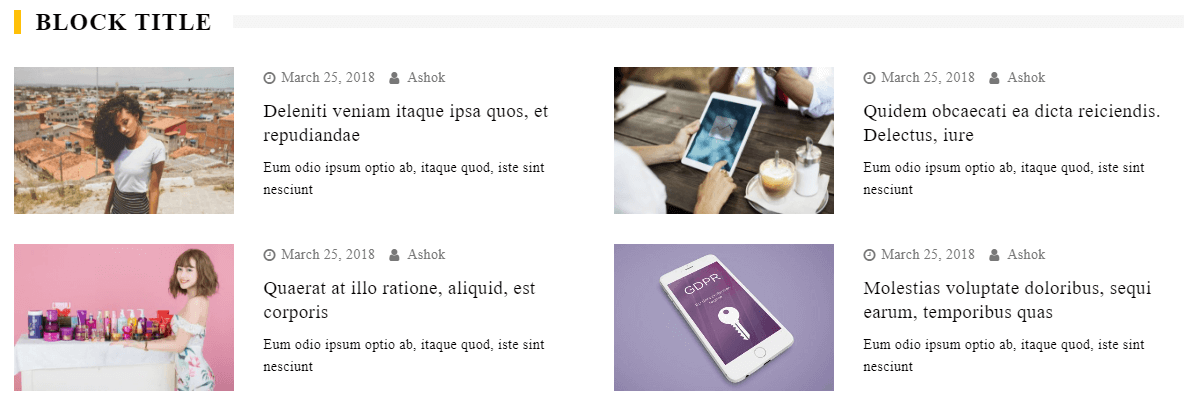 BLOCK TITLE
March 25, 2018 Ashok
Deleniti veniam itaque ipsa quos, et
repudiandae
Eum odio ipsum optio ab, itaque quod, iste sint
nesciunt
March 25, 2018 Ashok
Quidem obcaecati ea dicta reiciendis.
Delectus, iure
Eum odio ipsum optio ab, itaque quod, iste sint
nesciunt
March 25, 2018 Ashok
Quaerat at illo ratione, aliquid, est
corporis
Eum odio ipsum optio ab, itaque quod, iste sint
nesciunt
GDPR
March 25, 2018 Ashok
Molestias voluptate doloribus, sequi
earum, temporibus quas
Eum odio ipsum optio ab, itaque quod, iste sint
nesciunt